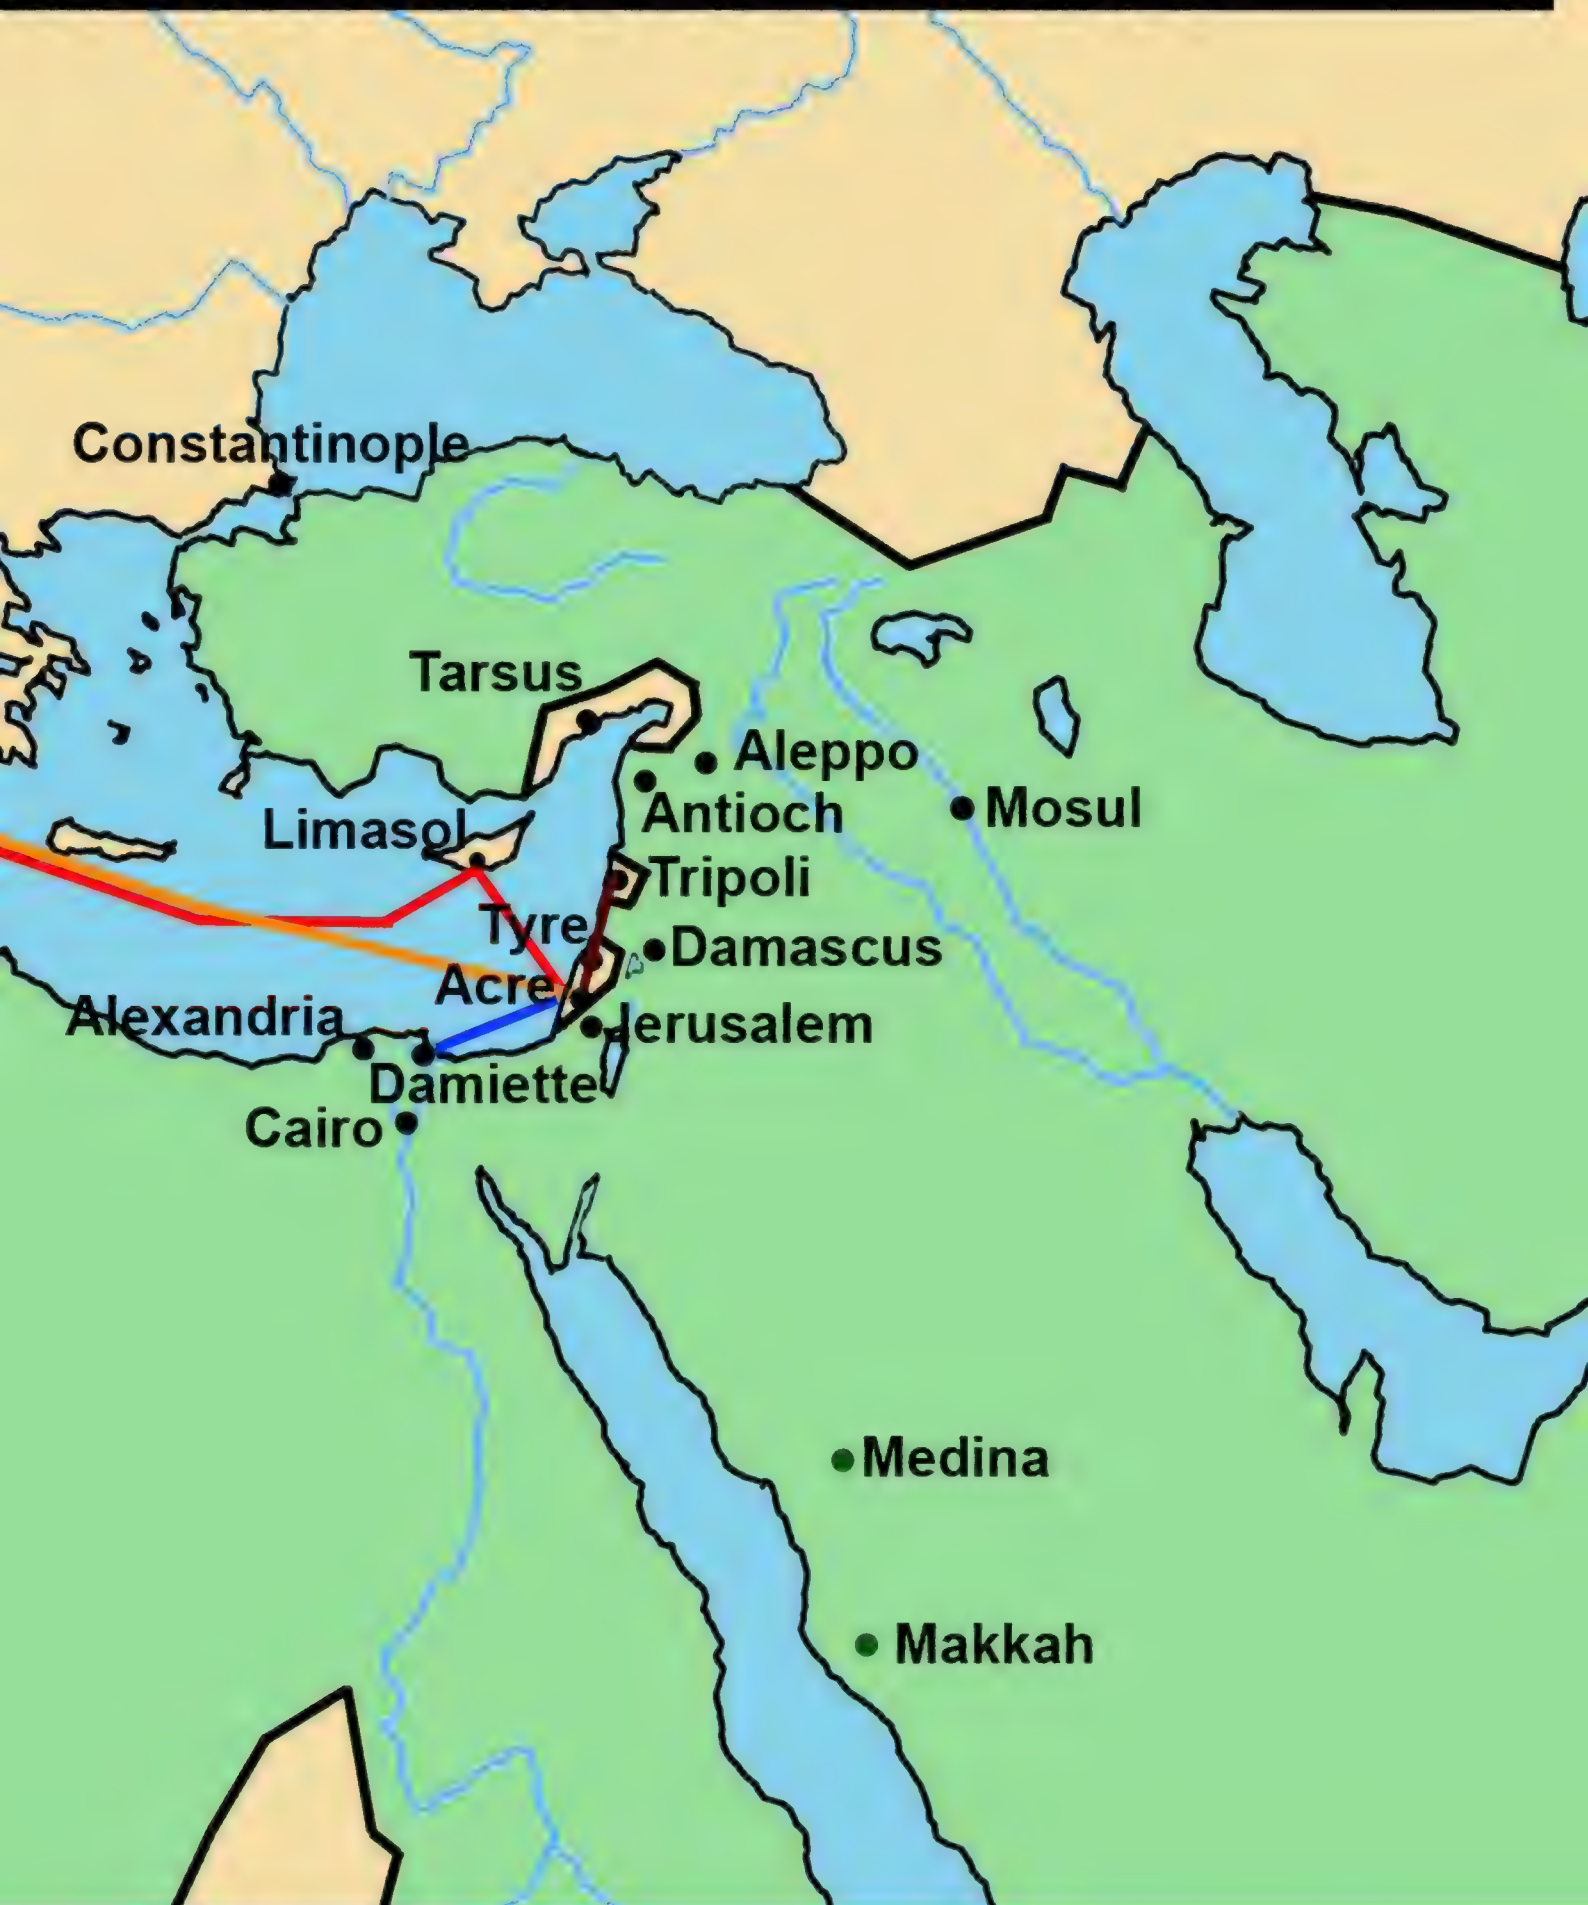 Constantinople
Tarsus
Aleppo
Antioch
Mosul
Limasol
Tripoli
Tyre
Damascus
Acre
Alexandria
Jerusalem
Damiette
Cairo
Medina
Makkah